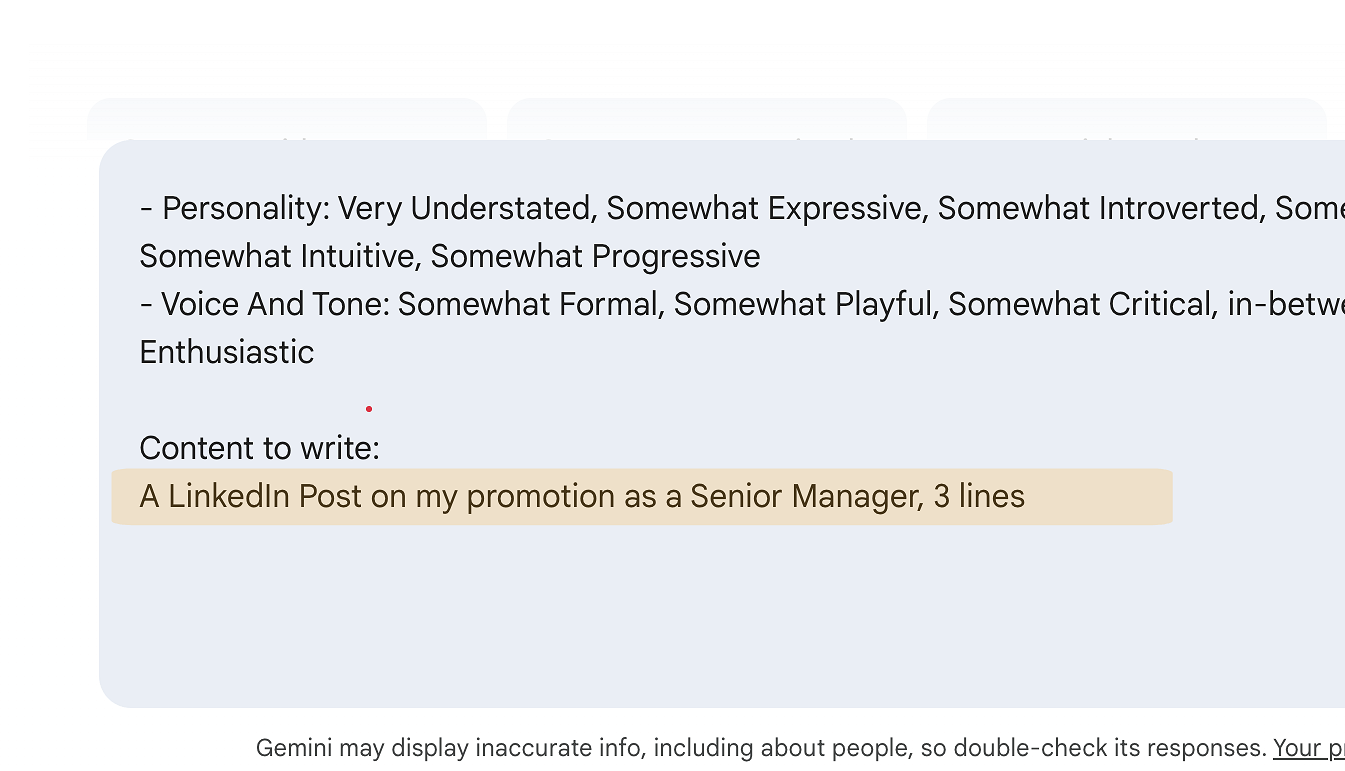 - Personality: Very Understated, Somewhat Expressive, Somewhat Introverted,
Somewhat Intuitive, Somewhat Progressive
- Voice And Tone: Somewhat Formal, Somewhat Playful, Somewhat Critical,
Enthusiastic
Content to write:
A LinkedIn Post on my promotion as a Senior Manager, 3 lines
Gemini may display inaccurate info, including about people, so double-check its responses. Your